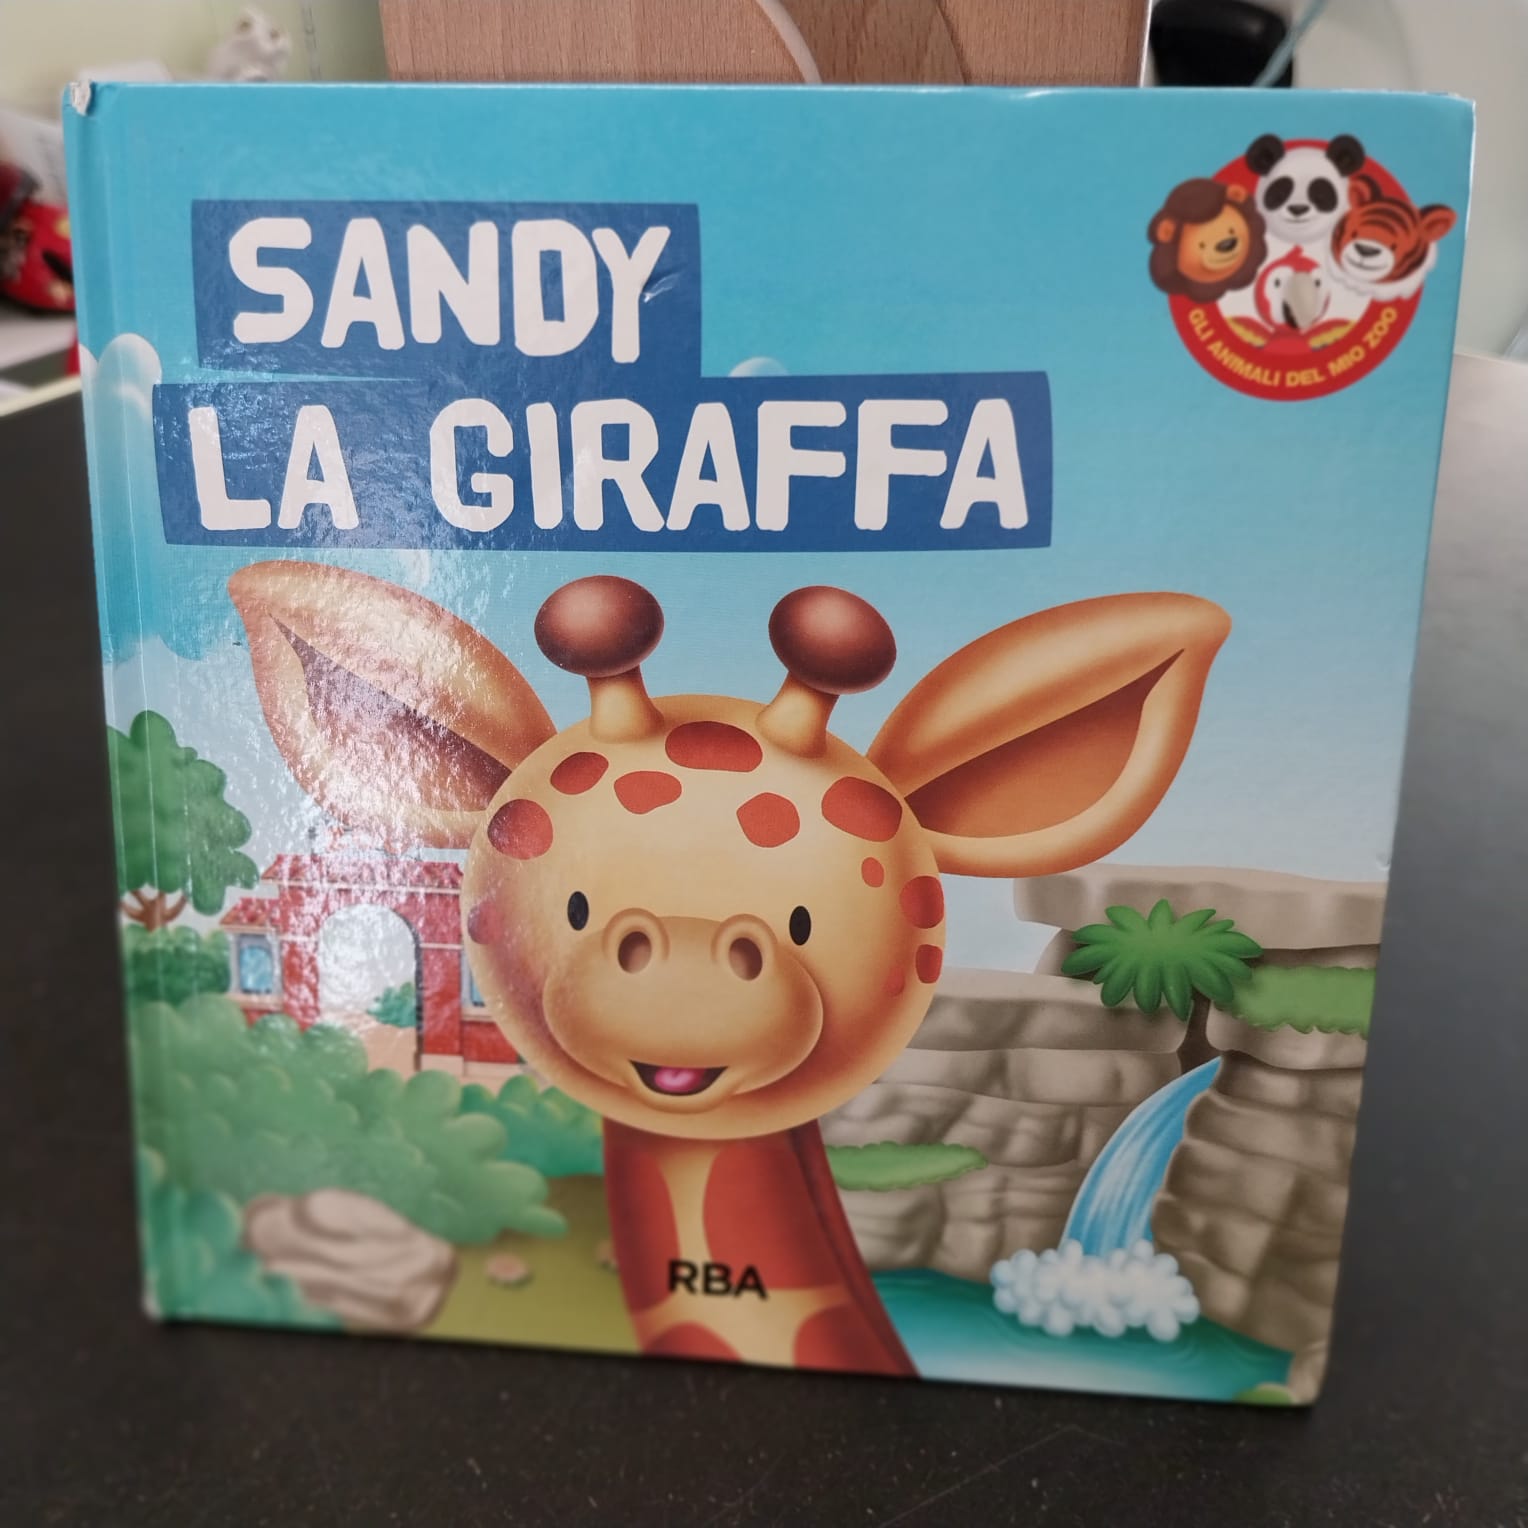 SANDY
LA GIRAFFA
GLI ANIMALI DEL MIO ZOO
RBA